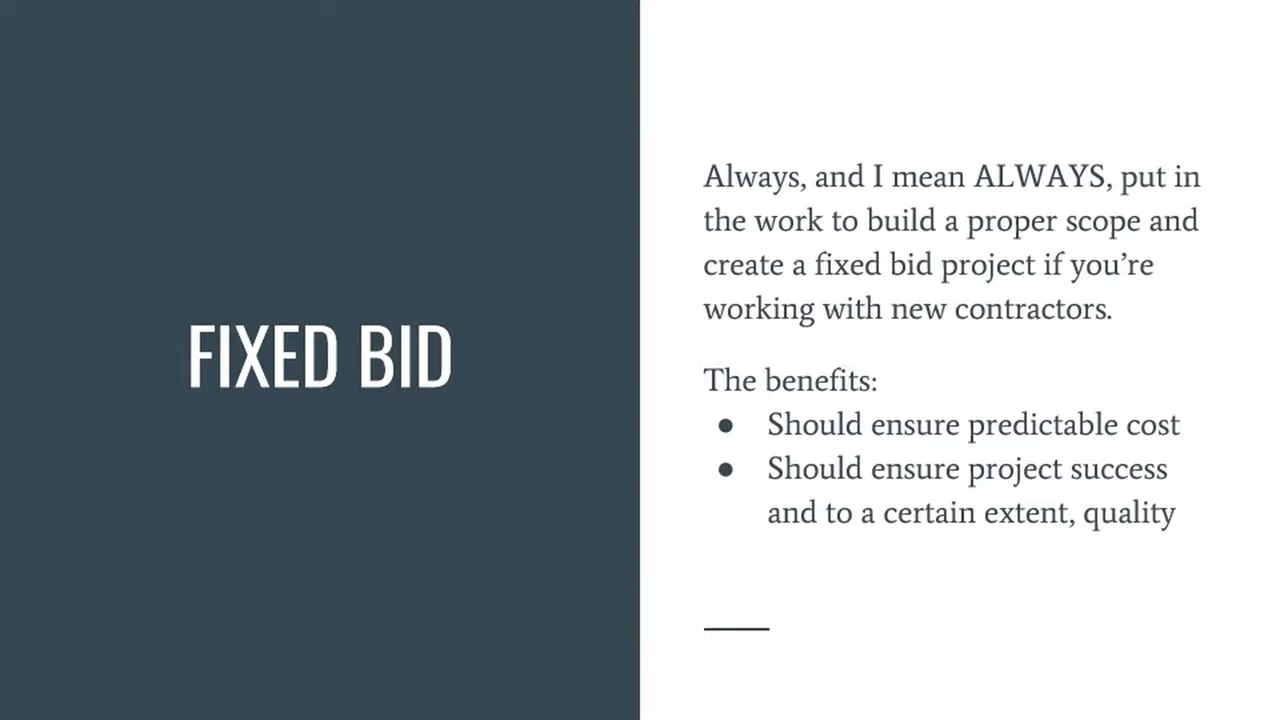 FIXED BID
Always, and I mean ALWAYS, put in
the work to build a proper scope and
create a fixed bid project if you’re
working with new contractors.
The benefits:
● Should ensure predictable cost
● Should ensure project success
and to a certain extent, quality